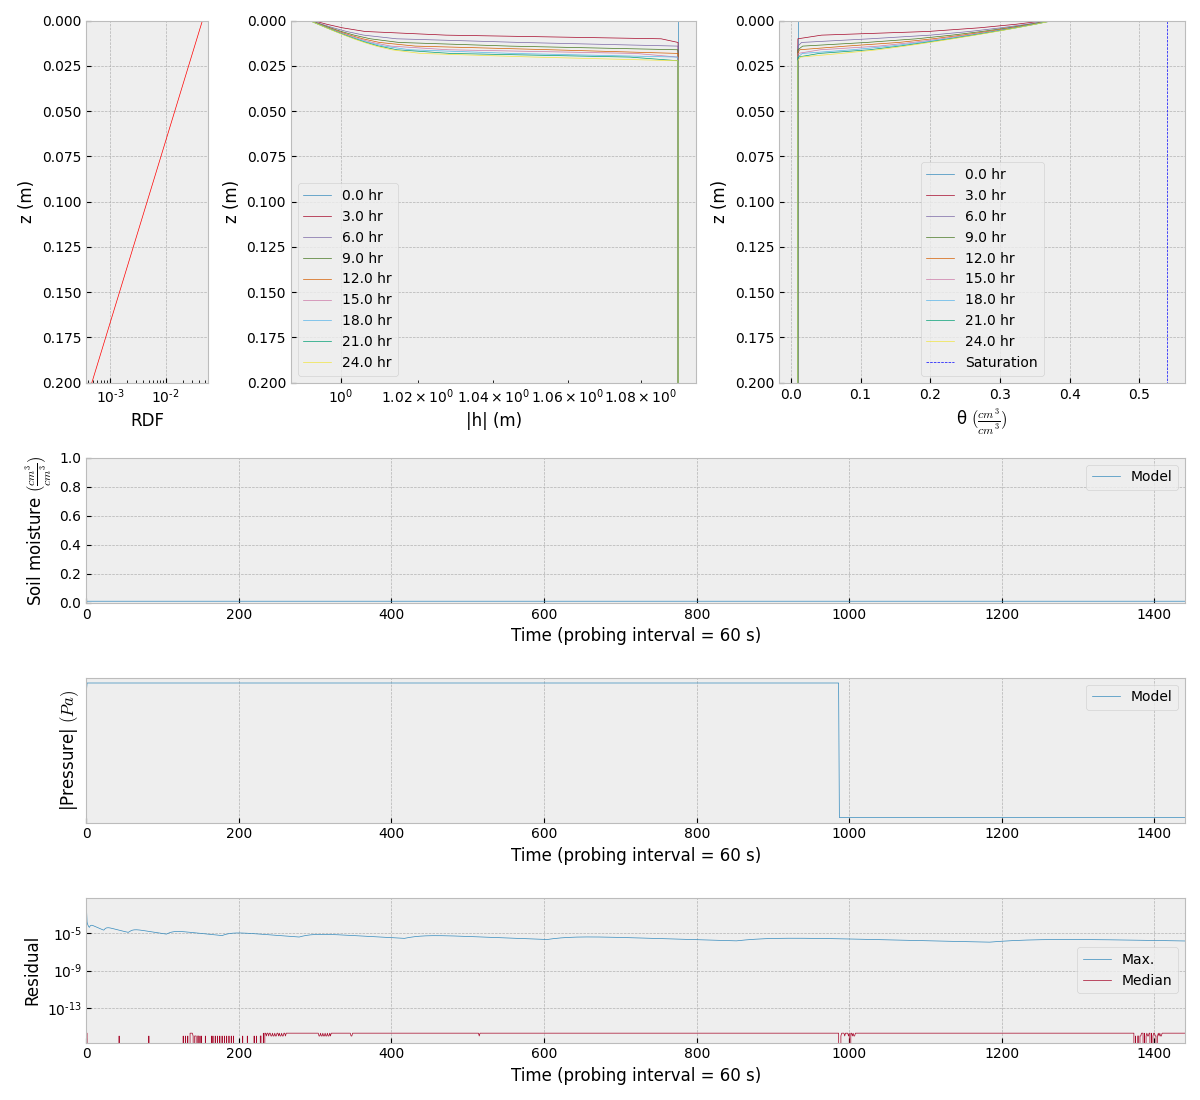 0.000
0.025
0.050
0.075
0.100
0.125
0.150
0.175
0.200
z (m)
10⁻³ 10⁻²
RDF
0.000
0.025
0.050
0.075
0.100
0.125
0.150
0.175
0.200
z (m)
0.0 hr
3.0 hr
6.0 hr
9.0 hr
12.0 hr
15.0 hr
18.0 hr
21.0 hr
24.0 hr
10⁰ 1.02 × 10⁰ 1.04 × 10⁰ 1.06 × 10⁰ 1.08 × 10⁰
|h| (m)
0.000
0.025
0.050
0.075
0.100
0.125
0.150
0.175
0.200
z (m)
0.0 hr
3.0 hr
6.0 hr
9.0 hr
12.0 hr
15.0 hr
18.0 hr
21.0 hr
24.0 hr
Saturation
0.0 0.1 0.2 0.3 0.4 0.5
θ (cm³/cm³)
1.0
0.8
0.6
0.4
0.2
0.0
Soil moisture (cm³/cm³)
Model
0 200 400 600 800 1000 1200 1400
Time (probing interval = 60 s)
|Pressure| (Pa)
Model
0 200 400 600 800 1000 1200 1400
Time (probing interval = 60 s)
10⁻⁵
10⁻⁹
10⁻¹³
Residual
Max.
Median
0 200 400 600 800 1000 1200 1400
Time (probing interval = 60 s)